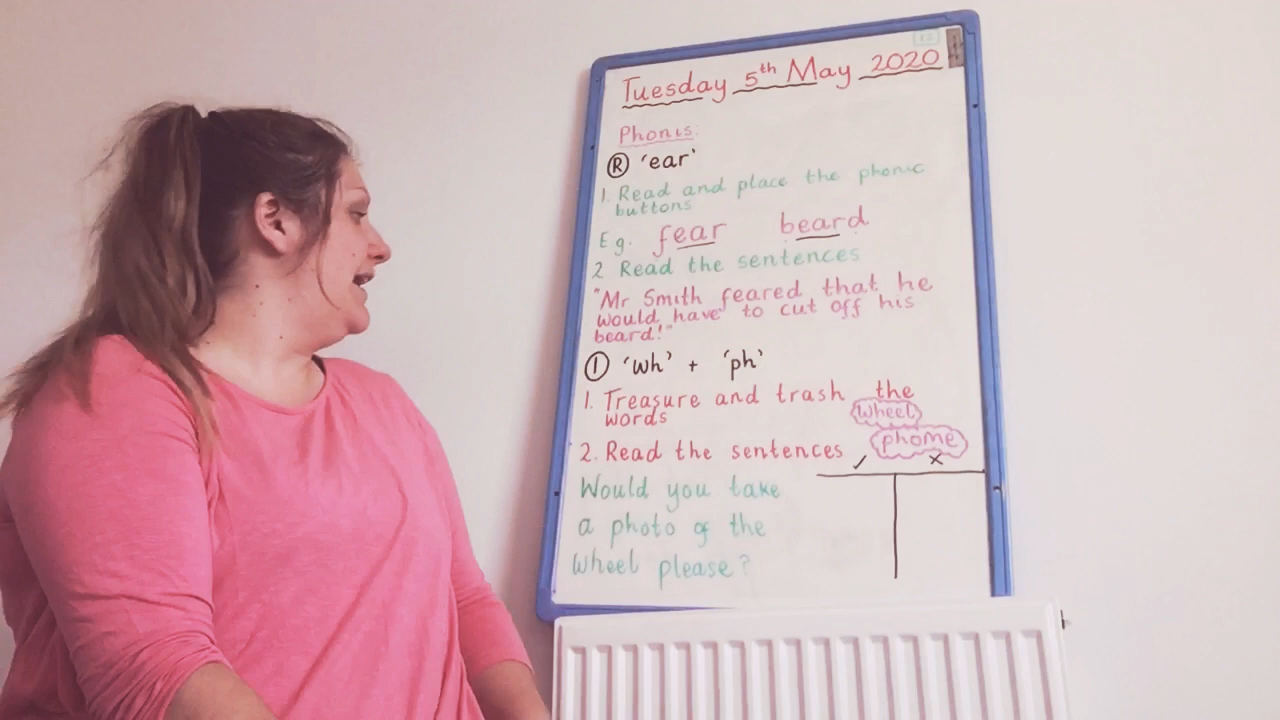 Tuesday 5th May 2020
Phonis:
Ⓡ 'ear'
1. Read and place the phonic
buttons
Eg. fear beard
2 Read the sentences
"Mr Smith feared that he
would have to cut off his
beard!"
Ⓘ 'wh' + 'ph'
1. Treasure and trash the
words
wheel
2. Read the sentences
phome
✓ ×
Would you take
a photo of the
wheel please?